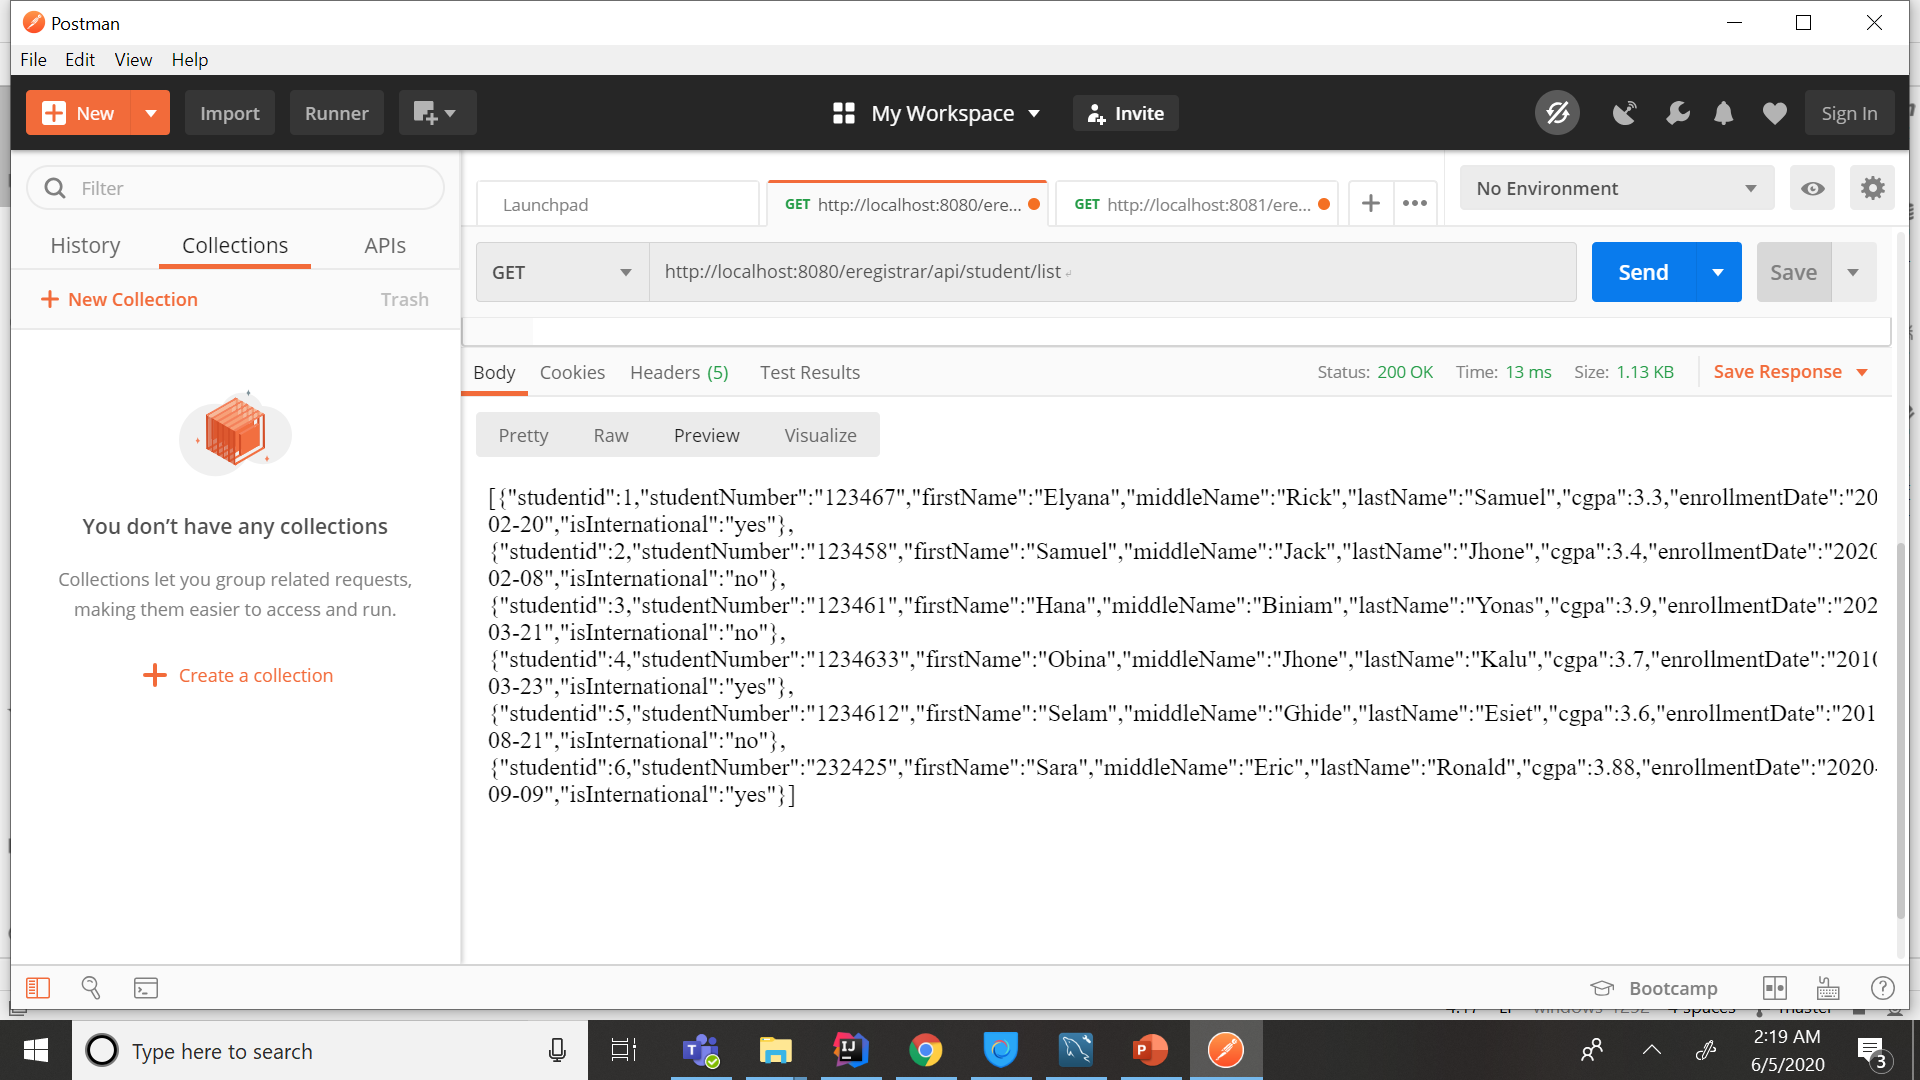 Postman
File Edit View Help
New Import Runner My Workspace Invite Sign In
Filter
Launchpad GET http://localhost:8080/ere... GET http://localhost:8081/ere... No Environment
History Collections APIs
GET http://localhost:8080/eregistrar/api/student/list Send Save
New Collection Trash
Body Cookies Headers (5) Test Results Status: 200 OK Time: 13 ms Size: 1.13 KB Save Response
Pretty Raw Preview Visualize
[{"studentid":1,"studentNumber":"123467","firstName":"Elyana","middleName":"Rick","lastName":"Samuel","cgpa":3.3,"enrollmentDate":"20
02-20","isInternational":"yes"},
{"studentid":2,"studentNumber":"123458","firstName":"Samuel","middleName":"Jack","lastName":"Jhone","cgpa":3.4,"enrollmentDate":"2020
02-08","isInternational":"no"},
{"studentid":3,"studentNumber":"123461","firstName":"Hana","middleName":"Biniam","lastName":"Yonas","cgpa":3.9,"enrollmentDate":"202
03-21","isInternational":"no"},
{"studentid":4,"studentNumber":"1234633","firstName":"Obina","middleName":"Jhone","lastName":"Kalu","cgpa":3.7,"enrollmentDate":"2010
03-23","isInternational":"yes"},
{"studentid":5,"studentNumber":"1234612","firstName":"Selam","middleName":"Ghide","lastName":"Esiet","cgpa":3.6,"enrollmentDate":"201
08-21","isInternational":"no"},
{"studentid":6,"studentNumber":"232425","firstName":"Sara","middleName":"Eric","lastName":"Ronald","cgpa":3.88,"enrollmentDate":"2020-
09-09","isInternational":"yes"}]
You don't have any collections
Collections let you group related requests,
making them easier to access and run.
Create a collection
Bootcamp
Type here to search
2:19 AM
6/5/2020
3